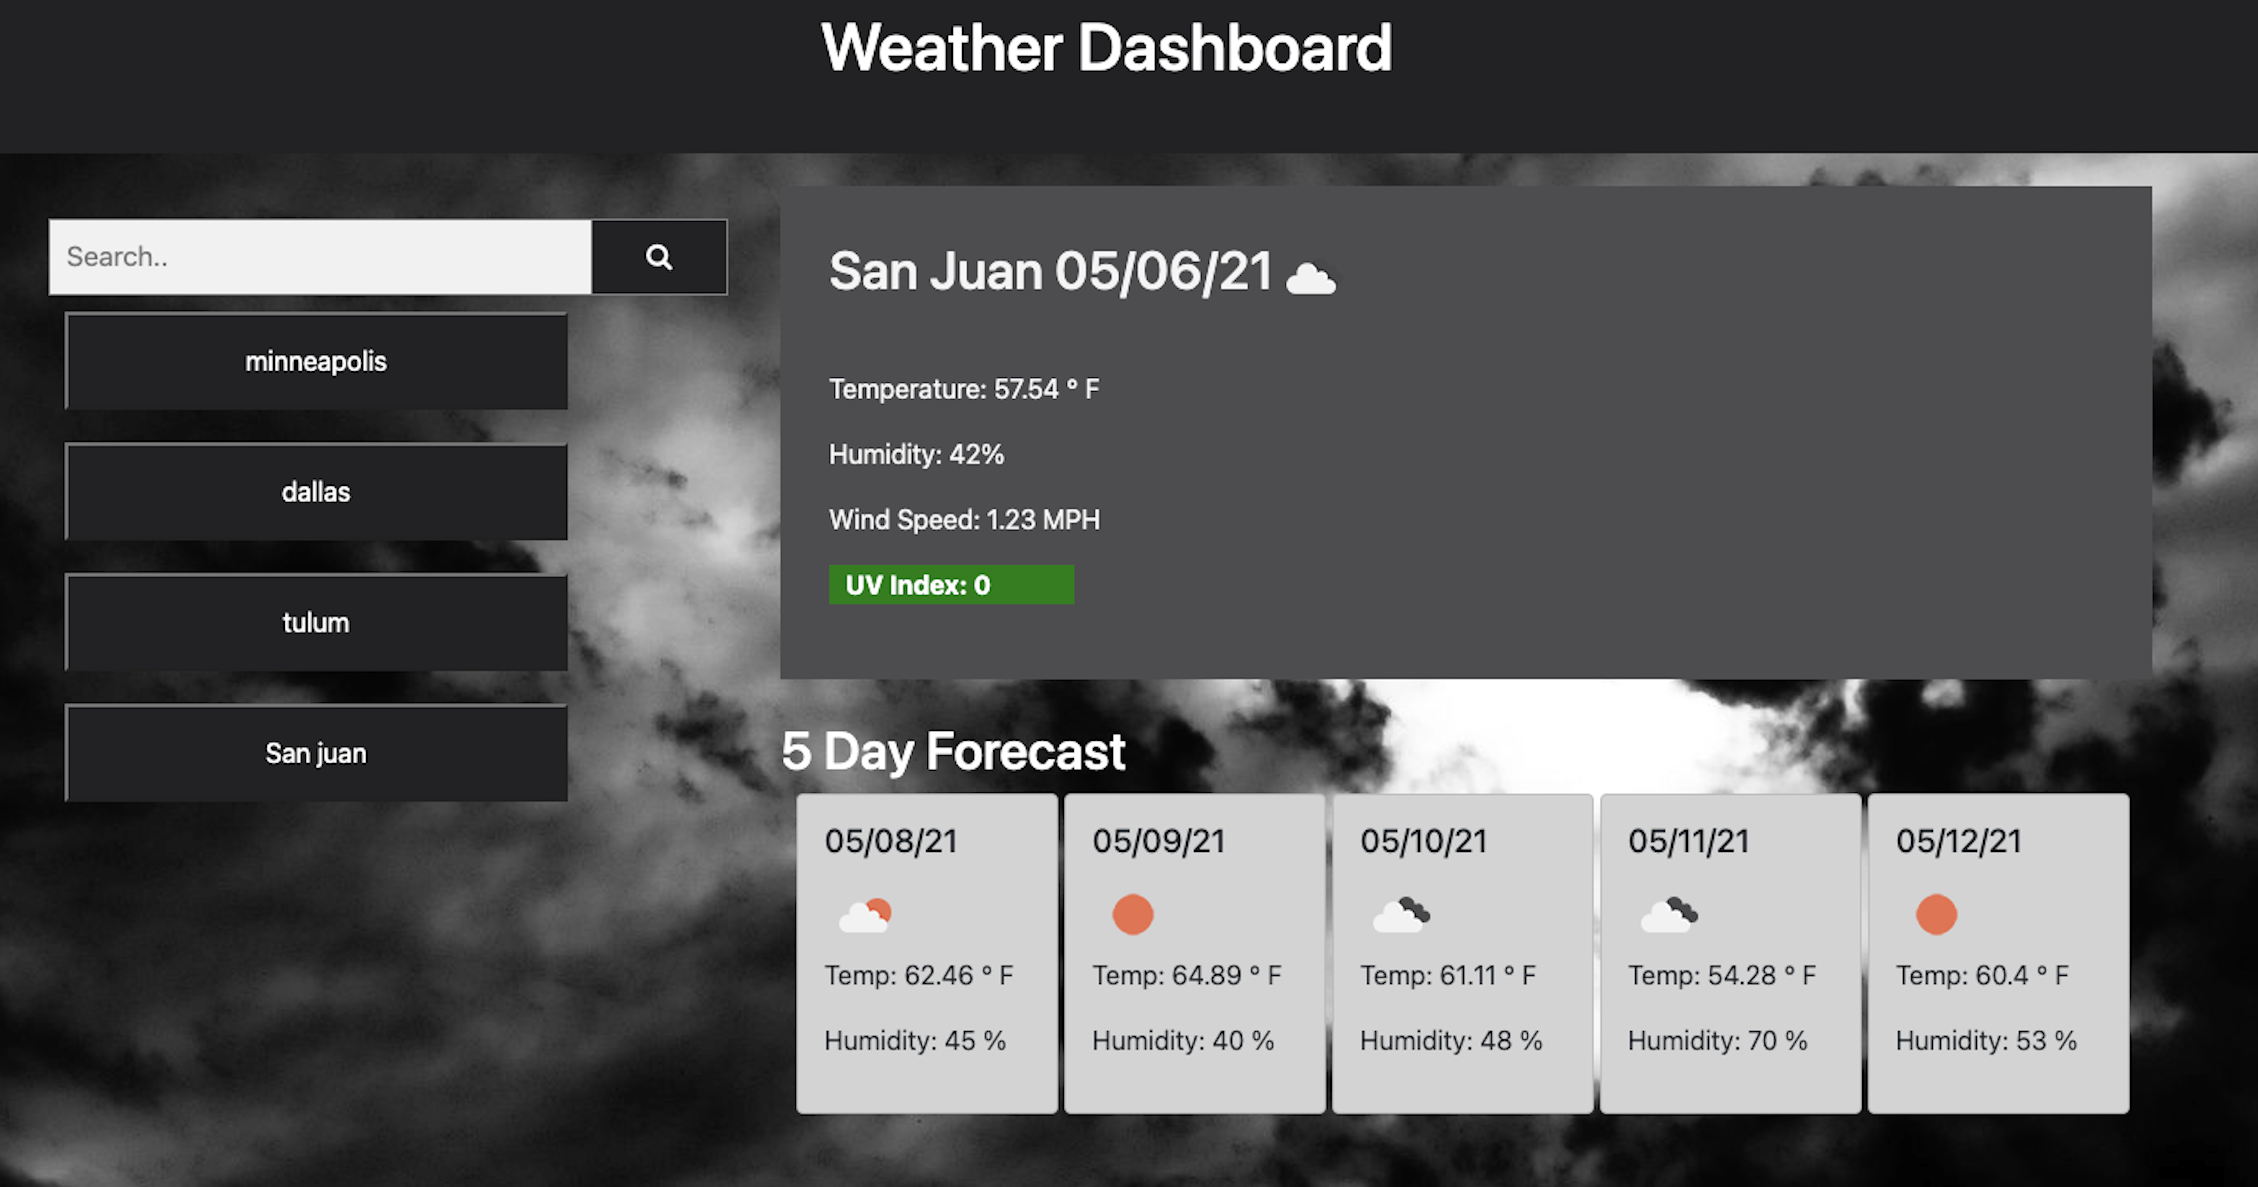 Weather Dashboard
Search..
minneapolis
dallas
tulum
San juan
San Juan 05/06/21
Temperature: 57.54 ° F
Humidity: 42%
Wind Speed: 1.23 MPH
UV Index: 0
5 Day Forecast
05/08/21
Temp: 62.46 ° F
Humidity: 45 %
05/09/21
Temp: 64.89 ° F
Humidity: 40 %
05/10/21
Temp: 61.11 ° F
Humidity: 48 %
05/11/21
Temp: 54.28 ° F
Humidity: 70 %
05/12/21
Temp: 60.4 ° F
Humidity: 53 %